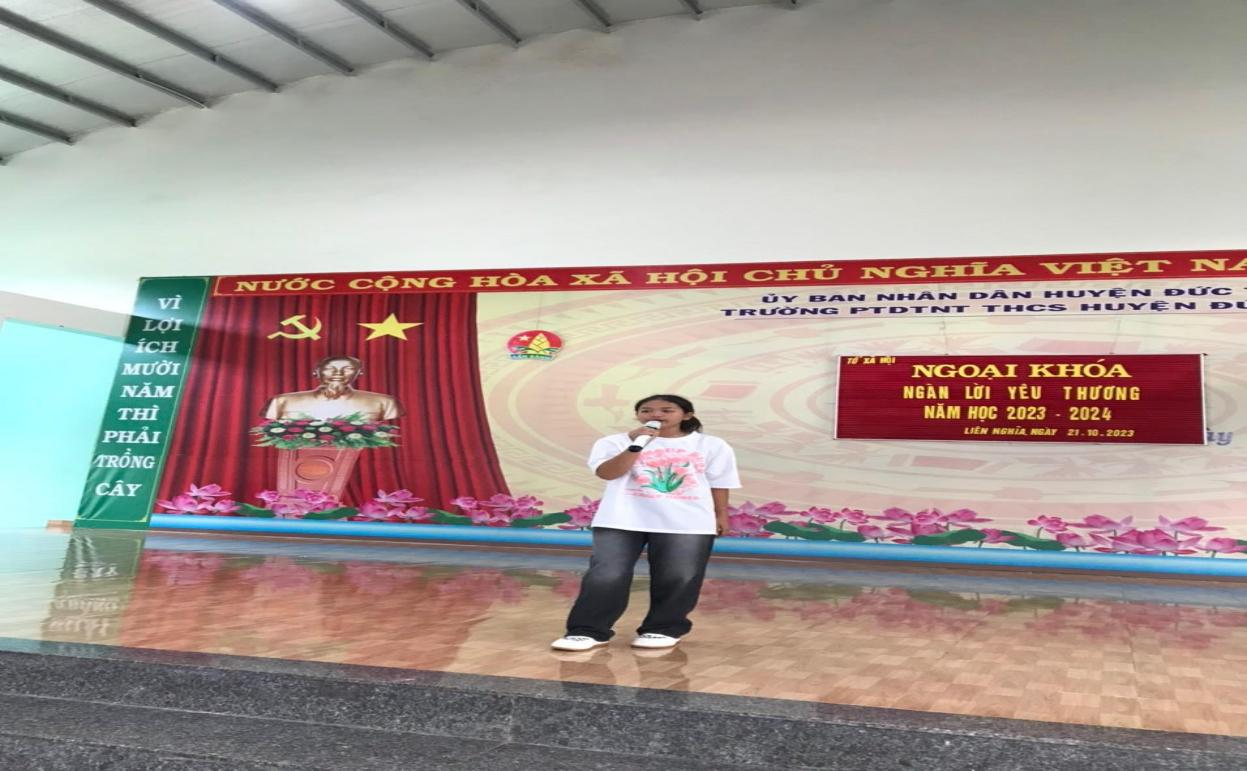 NƯỚC CỘNG HÒA XÃ HỘI CHỦ NGHĨA VIỆT NA
VÌ
LỢI
ÍCH
MƯỜI
NĂM
THÌ
PHẢI
TRỒNG
CÂY
ỦY BAN NHÂN DÂN HUYỆN ĐỨC
TRƯỜNG PTDTNT THCS HUYỆN ĐỨ
TỔ XÃ HỘI
NGOẠI KHÓA
NGÀN LỜI YÊU THƯƠNG
NĂM HỌC 2023 - 2024
LIÊN NGHĨA, NGÀY 21.10.2023